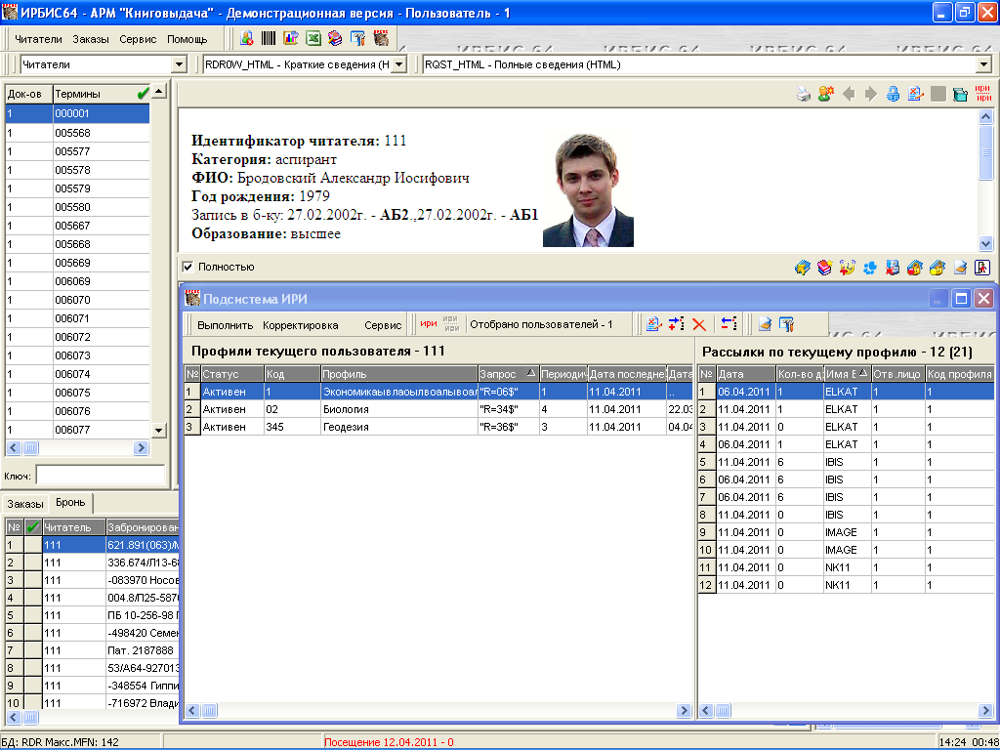 ИРБИС64 - АРМ "Книговыдача" - Демонстрационная версия - Пользователь - 1
Читатели Заказы Сервис Помощь
Читатели RDR0W_HTML - Краткие сведения (H RQST_HTML - Полные сведения (HTML)
Док-ов Термины
1 000001
1 005568
1 005577
1 005578
1 005579
1 005580
1 005667
1 005668
1 005669
1 006069
1 006070
1 006071
1 006072
1 006073
1 006074
1 006075
1 006076
1 006077
Ключ:
ири
ири
Идентификатор читателя: 111
Категория: аспирант
ФИО: Бродовский Александр Иосифович
Год рождения: 1979
Запись в б-ку: 27.02.2002г. - АБ2.,27.02.2002г. - АБ1
Образование: высшее
Полностью
Заказы Бронь
№ Читатель Забронирован
1 111 621.891(063)/М
2 111 336.674/Л13-68
3 111 -083970 Носов
4 111 004.8/П25-5870
5 111 ПБ 10-256-98 П
6 111 -498420 Семен
7 111 Пат. 2187888
8 111 53/А64-927013
9 111 -348554 Гиппи
10 111 -716972 Влади
Подсистема ИРИ
Выполнить Корректировка Сервис ири ири ири Отобрано пользователей - 1
Профили текущего пользователя - 111
№ Статус Код Профиль Запрос Периодич Дата последне Дата
1 Активен 1 Экономикаывлаоылвоалывоал "R=06$" 1 11.04.2011 ..
2 Активен 02 Биология "R=34$" 4 11.04.2011 22.03
3 Активен 345 Геодезия "R=36$" 3 11.04.2011 04.04
Рассылки по текущему профилю - 12 (21)
№ Дата Кол-во д Имя Б Отв.лицо Код профиля
1 06.04.2011 1 ELKAT 1 1
2 11.04.2011 1 ELKAT 1 1
3 11.04.2011 0 ELKAT 1 1
4 06.04.2011 1 ELKAT 1 1
5 11.04.2011 6 IBIS 1 1
6 06.04.2011 6 IBIS 1 1
7 06.04.2011 6 IBIS 1 1
8 11.04.2011 0 IBIS 1 1
9 11.04.2011 0 IMAGE 1 1
10 11.04.2011 0 IMAGE 1 1
11 11.04.2011 0 NK11 1 1
12 11.04.2011 0 NK11 1 1
БД: RDR Макс.MFN: 142 Посещение 12.04.2011 - 0 14:24 00:48